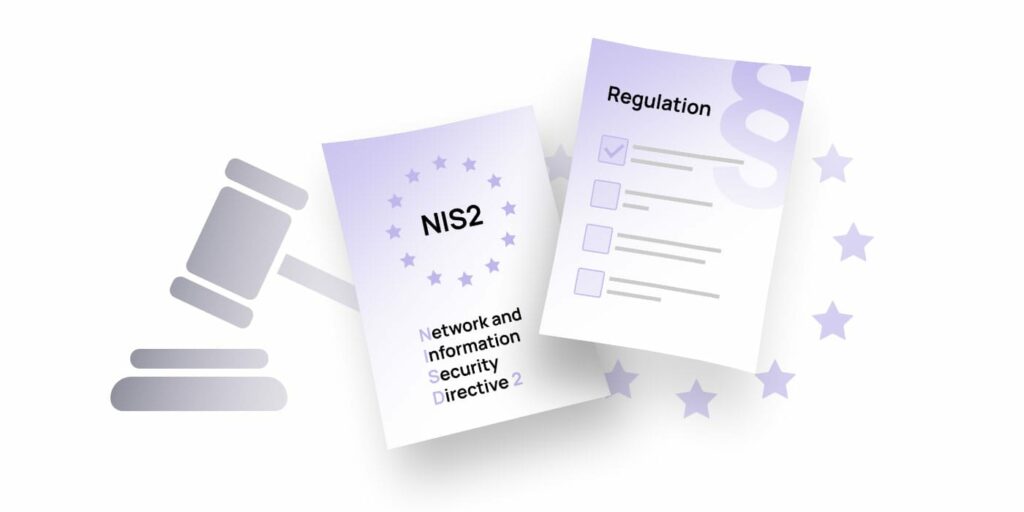 NIS2
Network and
Information
Security
Directive 2
Regulation
§